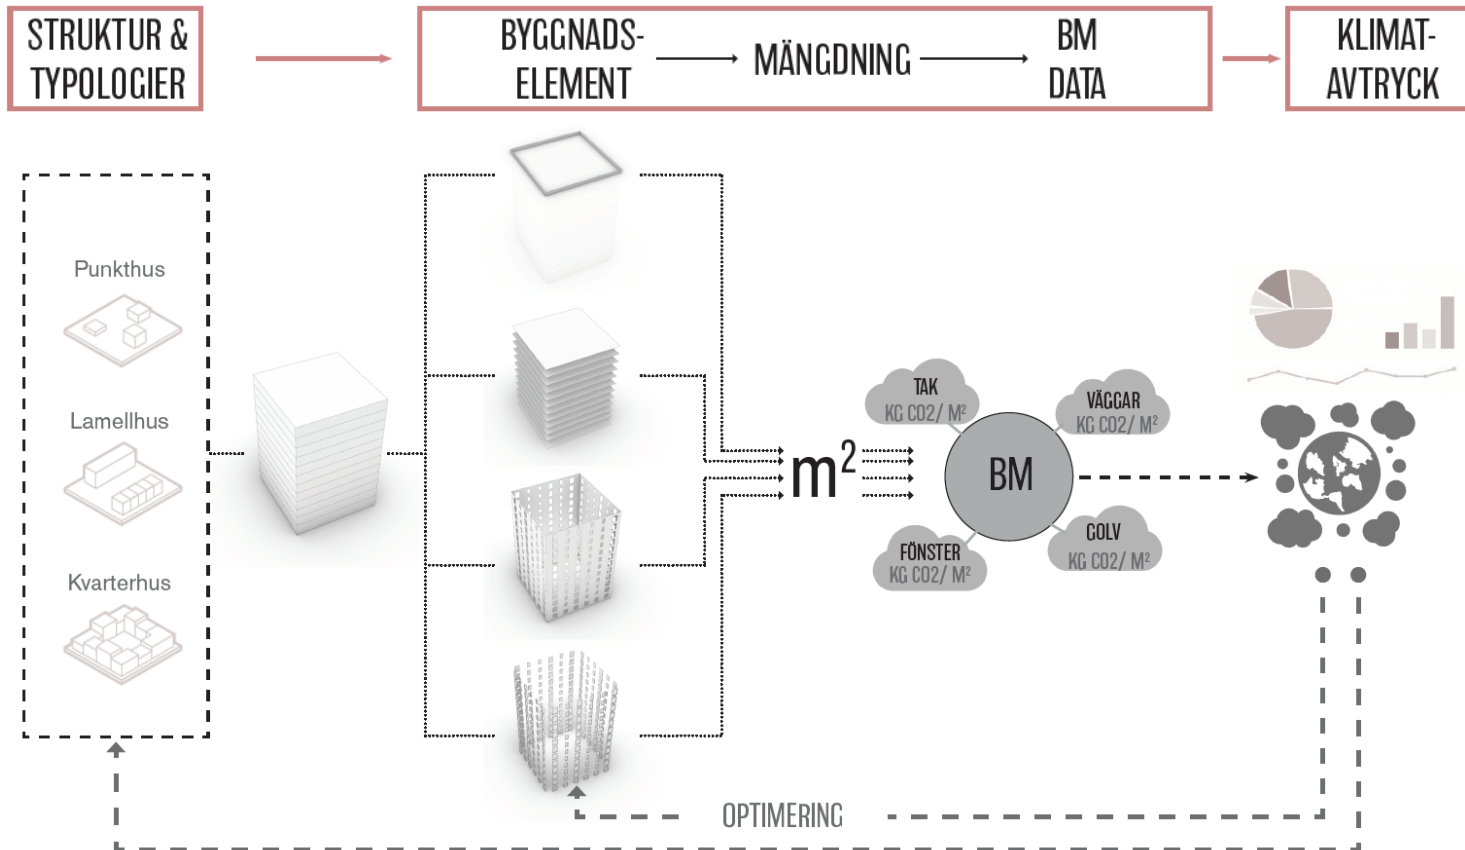 STRUKTUR &
TYPOLOGIER
BYGGNADS-
ELEMENT
MÄNGDNING
BM
DATA
KLIMAT-
AVTRYCK
Punkthus
Lamellhus
Kvarterhus
m²
TAK
KG CO2/ M²
VÄGGAR
KG CO2/ M²
BM
FÖNSTER
KG CO2/ M²
GOLV
KG CO2/ M²
OPTIMERING